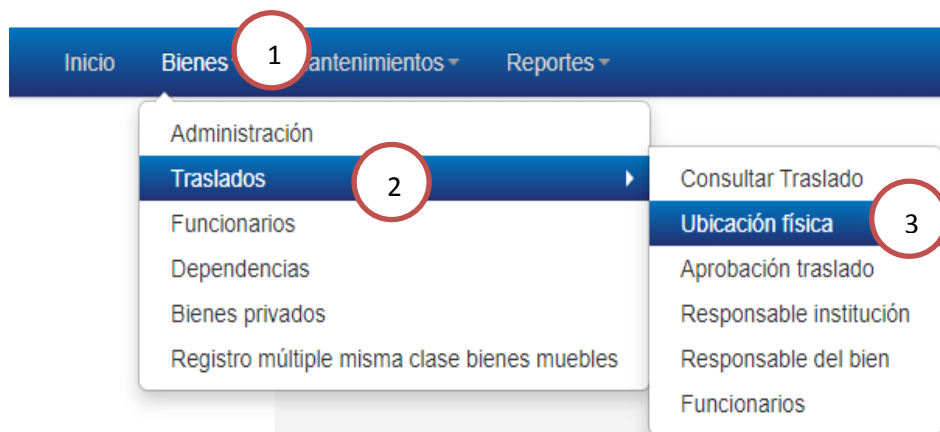 Inicio Bienes 1 antenimientos Reportes
Administración
Traslados 2
Funcionarios
Dependencias
Bienes privados
Registro múltiple misma clase bienes muebles
Consultar Traslado
Ubicación física 3
Aprobación traslado
Responsable institución
Responsable del bien
Funcionarios